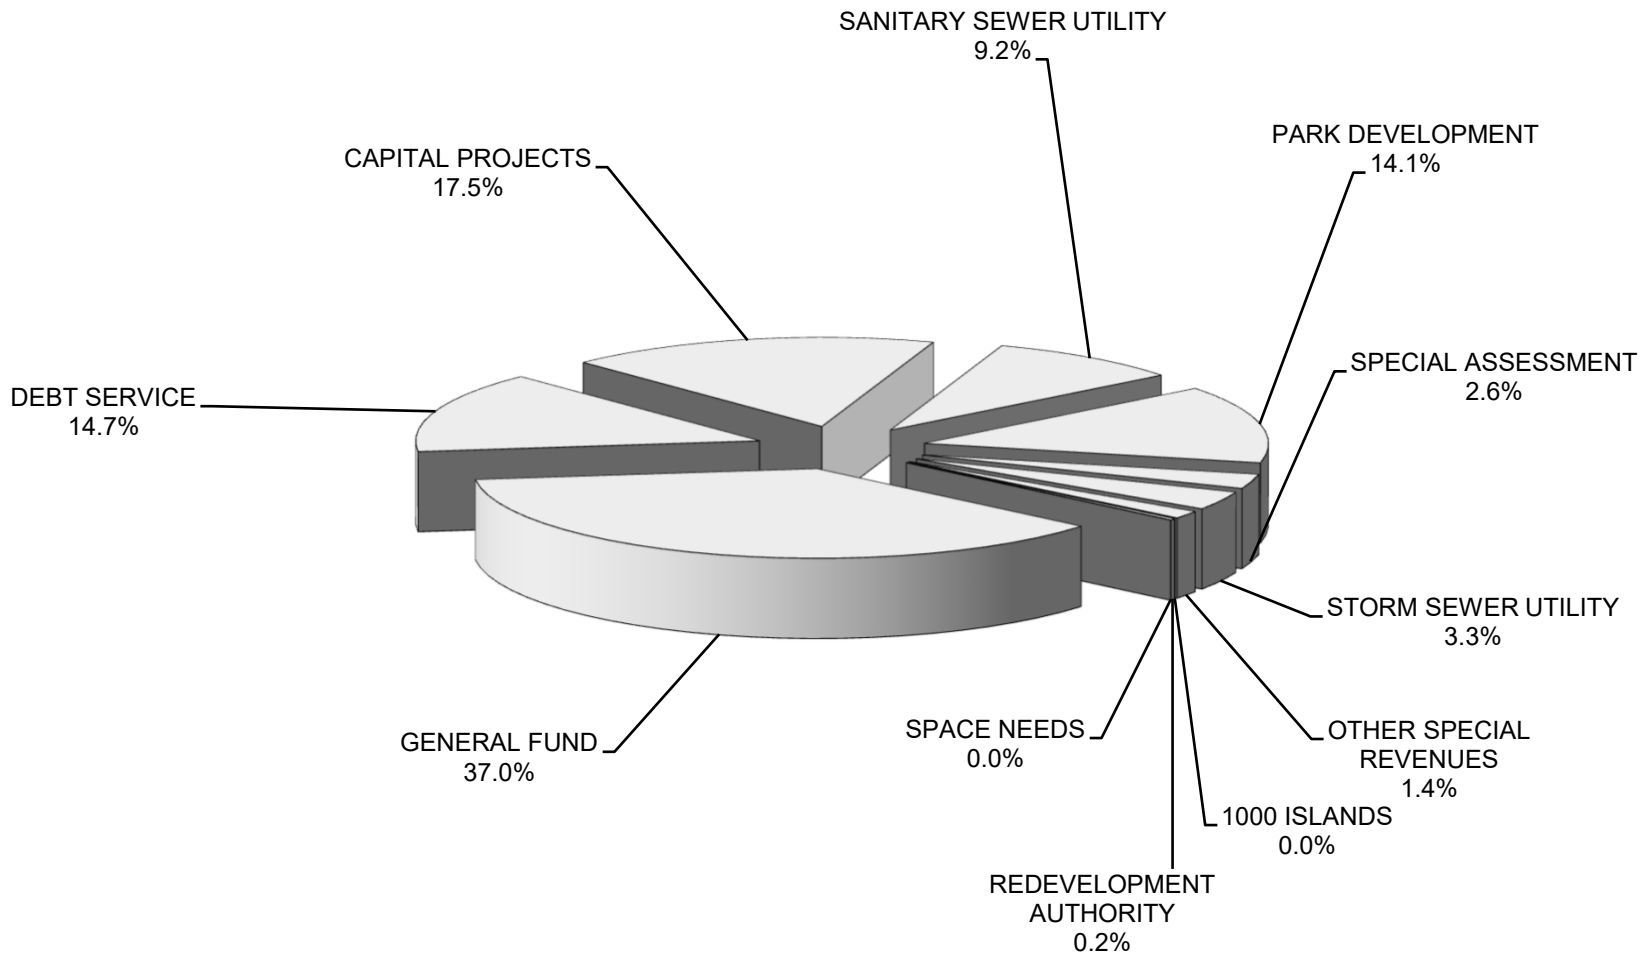 SANITARY SEWER UTILITY
9.2%
PARK DEVELOPMENT
14.1%
CAPITAL PROJECTS
17.5%
SPECIAL ASSESSMENT
2.6%
DEBT SERVICE
14.7%
STORM SEWER UTILITY
3.3%
GENERAL FUND
37.0%
SPACE NEEDS
0.0%
OTHER SPECIAL
REVENUES
1.4%
1000 ISLANDS
0.0%
REDEVELOPMENT
AUTHORITY
0.2%